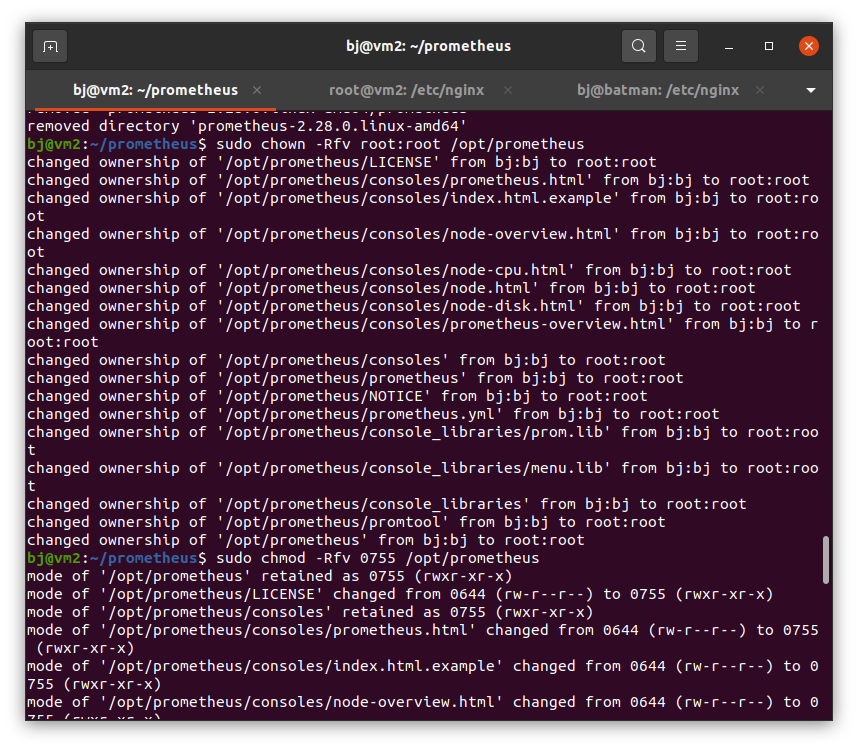 bj@vm2: ~/prometheus
bj@vm2: ~/prometheus
root@vm2: /etc/nginx
bj@batman: /etc/nginx
removed directory 'prometheus-2.28.0.linux-amd64'
bj@vm2:~/prometheus$ sudo chown -Rfv root:root /opt/prometheus
changed ownership of '/opt/prometheus/LICENSE' from bj:bj to root:root
changed ownership of '/opt/prometheus/consoles/prometheus.html' from bj:bj to root:root
changed ownership of '/opt/prometheus/consoles/index.html.example' from bj:bj to root:ro
ot
changed ownership of '/opt/prometheus/consoles/node-overview.html' from bj:bj to root:ro
ot
changed ownership of '/opt/prometheus/consoles/node-cpu.html' from bj:bj to root:root
changed ownership of '/opt/prometheus/consoles/node.html' from bj:bj to root:root
changed ownership of '/opt/prometheus/consoles/node-disk.html' from bj:bj to root:root
changed ownership of '/opt/prometheus/consoles/prometheus-overview.html' from bj:bj to r
oot:root
changed ownership of '/opt/prometheus/consoles' from bj:bj to root:root
changed ownership of '/opt/prometheus/prometheus' from bj:bj to root:root
changed ownership of '/opt/prometheus/NOTICE' from bj:bj to root:root
changed ownership of '/opt/prometheus/prometheus.yml' from bj:bj to root:root
changed ownership of '/opt/prometheus/console_libraries/prom.lib' from bj:bj to root:roo
t
changed ownership of '/opt/prometheus/console_libraries/menu.lib' from bj:bj to root:roo
t
changed ownership of '/opt/prometheus/console_libraries' from bj:bj to root:root
changed ownership of '/opt/prometheus/promtool' from bj:bj to root:root
changed ownership of '/opt/prometheus' from bj:bj to root:root
bj@vm2:~/prometheus$ sudo chmod -Rfv 0755 /opt/prometheus
mode of '/opt/prometheus' retained as 0755 (rwxr-xr-x)
mode of '/opt/prometheus/LICENSE' changed from 0644 (rw-r--r--) to 0755 (rwxr-xr-x)
mode of '/opt/prometheus/consoles' retained as 0755 (rwxr-xr-x)
mode of '/opt/prometheus/consoles/prometheus.html' changed from 0644 (rw-r--r--) to 0755
 (rwxr-xr-x)
mode of '/opt/prometheus/consoles/index.html.example' changed from 0644 (rw-r--r--) to 0
755 (rwxr-xr-x)
mode of '/opt/prometheus/consoles/node-overview.html' changed from 0644 (rw-r--r--) to 0
755 (rwxr-xr-x)